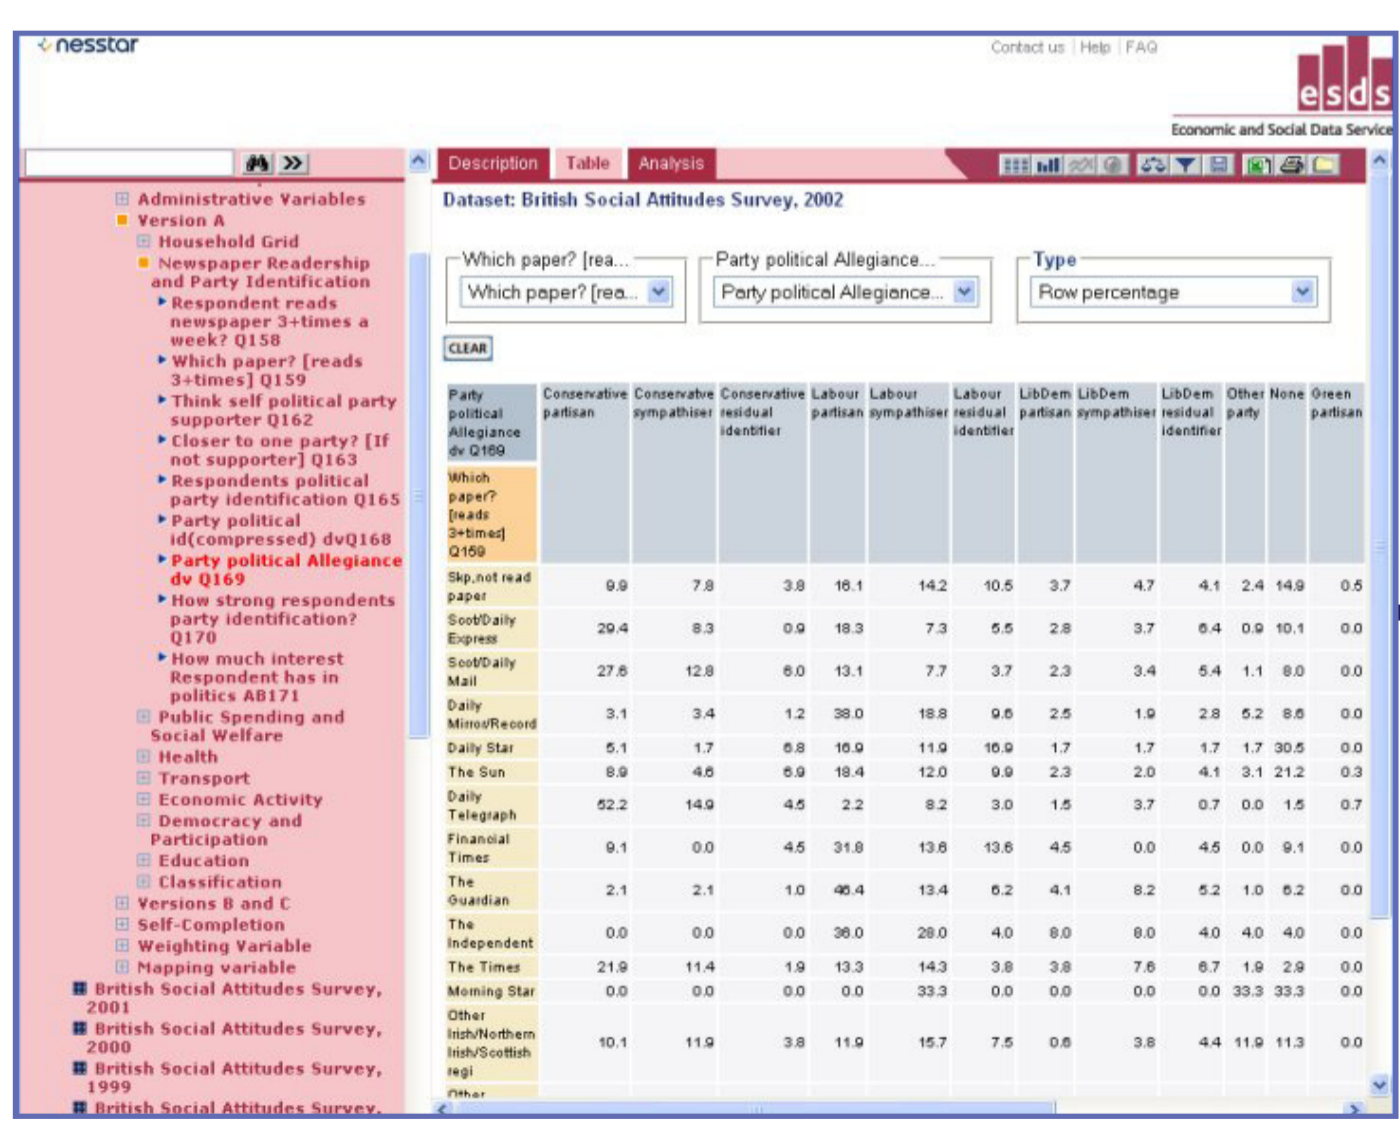 nesstar
Contact us | Help | FAQ
esds
Economic and Social Data Service
Description Table Analysis
Administrative Variables
Version A
Household Grid
Newspaper Readership
and Party Identification
Respondent reads
newspaper 3+times a
week? Q158
Which paper? [reads
3+times] Q159
Think self political party
supporter Q162
Closer to one party? [If
not supporter] Q163
Respondents political
party identification Q165
Party political
id(compressed) dvQ168
Party political Allegiance
dv Q169
How strong respondents
party identification?
Q170
How much interest
Respondent has in
politics AB171
Public Spending and
Social Welfare
Health
Transport
Economic Activity
Democracy and
Participation
Education
Classification
Versions B and C
Self-Completion
Weighting Variable
Mapping variable
British Social Attitudes Survey,
2001
British Social Attitudes Survey,
2000
British Social Attitudes Survey,
1999
British Social Attitudes Survey,
Dataset: British Social Attitudes Survey, 2002
Which paper? [rea... Party political Allegiance... Type
Which paper? [rea... Party political Allegiance... Row percentage
CLEAR
Party Conservative Conservative Conservative Labour Labour Labour LibDem LibDem LibDem Other None Green
political partisan sympathiser residual partisan sympathiser residual partisan sympathiser residual party partisan
Allegiance identifier identifier identifier
dv Q169
Which
paper?
[reads
3+times]
Q159
Skp,not read
paper 9.9 7.8 3.8 16.1 14.2 10.5 3.7 4.7 4.1 2.4 14.9 0.5
Scot/Daily
Express 29.4 8.3 0.9 18.3 7.3 5.5 2.8 3.7 6.4 0.9 10.1 0.0
Scot/Daily
Mail 27.6 12.8 6.0 13.1 7.7 3.7 2.3 3.4 5.4 1.1 8.0 0.0
Daily
Mirror/Record 3.1 3.4 1.2 38.0 18.8 9.6 2.5 1.9 2.8 5.2 8.6 0.0
Daily Star 5.1 1.7 6.8 16.9 11.9 16.9 1.7 1.7 1.7 1.7 30.5 0.0
The Sun 8.9 4.6 6.9 18.4 12.0 9.9 2.3 2.0 4.1 3.1 21.2 0.3
Daily
Telegraph 52.2 14.9 4.5 2.2 8.2 3.0 1.5 3.7 0.7 0.0 1.5 0.7
Financial
Times 9.1 0.0 4.5 31.8 13.6 13.6 4.5 0.0 4.5 0.0 9.1 0.0
The
Guardian 2.1 2.1 1.0 46.4 13.4 6.2 4.1 8.2 5.2 1.0 6.2 0.0
The
Independent 0.0 0.0 0.0 36.0 28.0 4.0 8.0 8.0 4.0 4.0 4.0 0.0
The Times 21.9 11.4 1.9 13.3 14.3 3.8 3.8 7.6 6.7 1.9 2.9 0.0
Morning Star 0.0 0.0 0.0 0.0 33.3 0.0 0.0 0.0 0.0 33.3 33.3 0.0
Other
Irish/Northern
Irish/Scottish
regi 10.1 11.9 3.8 11.9 15.7 7.5 0.6 3.8 4.4 11.9 11.3 0.0
Other